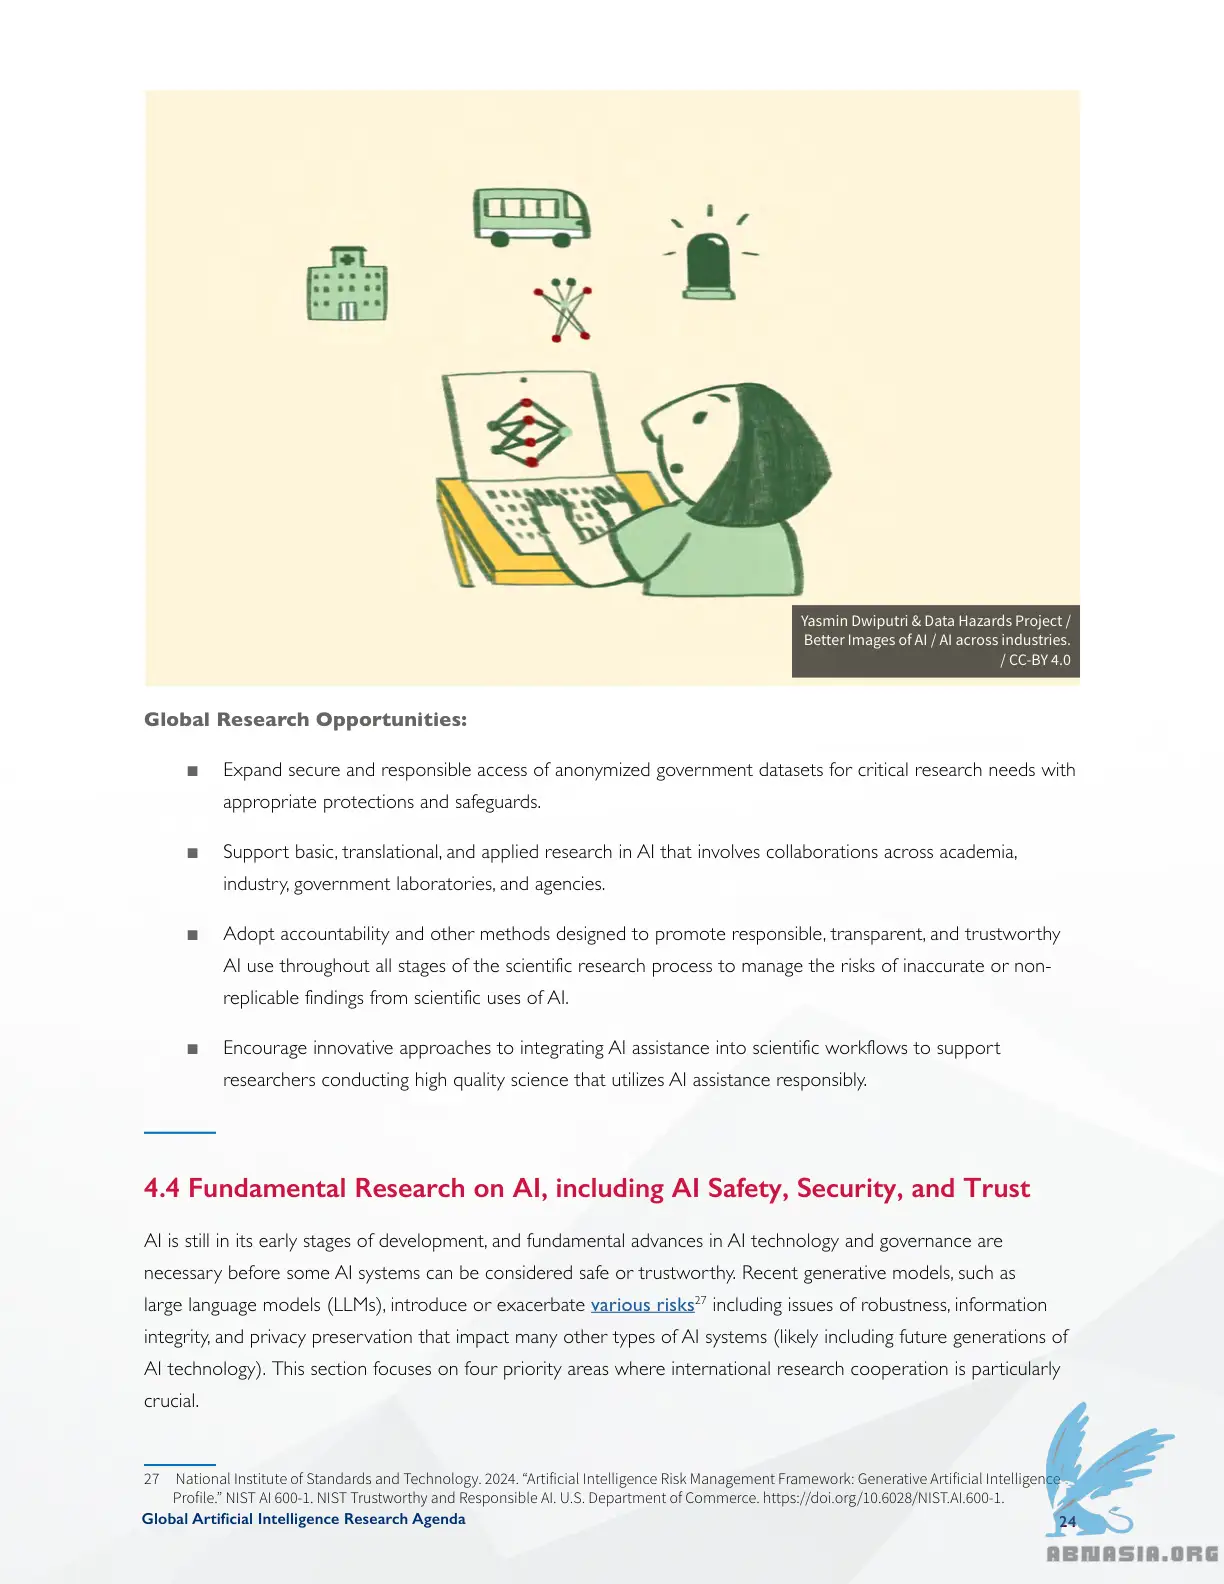 Yasmin Dwiputri & Data Hazards Project /
Better Images of AI / AI across industries.
/ CC-BY 4.0
Global Research Opportunities:
■ Expand secure and responsible access of anonymized government datasets for critical research needs with
appropriate protections and safeguards.
■ Support basic, translational, and applied research in AI that involves collaborations across academia,
industry, government laboratories, and agencies.
■ Adopt accountability and other methods designed to promote responsible, transparent, and trustworthy
AI use throughout all stages of the scientific research process to manage the risks of inaccurate or non-
replicable findings from scientific uses of AI.
■ Encourage innovative approaches to integrating AI assistance into scientific workflows to support
researchers conducting high quality science that utilizes AI assistance responsibly.
4.4 Fundamental Research on AI, including AI Safety, Security, and Trust
AI is still in its early stages of development, and fundamental advances in AI technology and governance are
necessary before some AI systems can be considered safe or trustworthy. Recent generative models, such as
large language models (LLMs), introduce or exacerbate various risks27 including issues of robustness, information
integrity, and privacy preservation that impact many other types of AI systems (likely including future generations of
AI technology). This section focuses on four priority areas where international research cooperation is particularly
crucial.
27 National Institute of Standards and Technology. 2024. “Artificial Intelligence Risk Management Framework: Generative Artificial Intelligence
Profile.” NIST AI 600-1. NIST Trustworthy and Responsible AI. U.S. Department of Commerce. https://doi.org/10.6028/NIST.AI.600-1.
Global Artificial Intelligence Research Agenda
24
ABNASIA.ORG